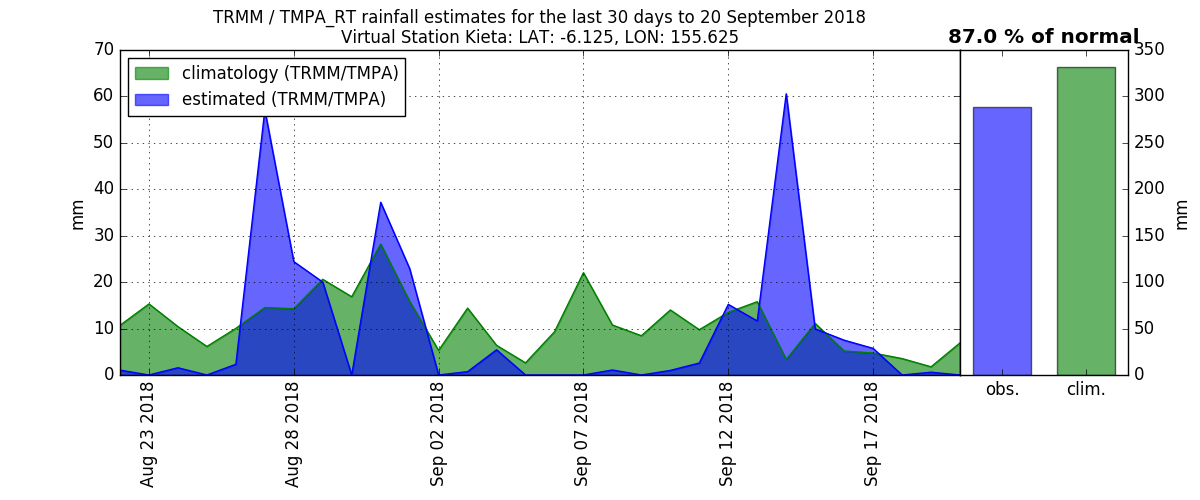 TRMM / TMPA_RT rainfall estimates for the last 30 days to 20 September 2018
Virtual Station Kieta: LAT: -6.125, LON: 155.625
87.0 % of normal
climatology (TRMM/TMPA)
estimated (TRMM/TMPA)
mm
70
60
50
40
30
20
10
0
Aug 23 2018
Aug 28 2018
Sep 02 2018
Sep 07 2018
Sep 12 2018
Sep 17 2018
350
300
250
200
150
100
50
0
mm
obs.
clim.